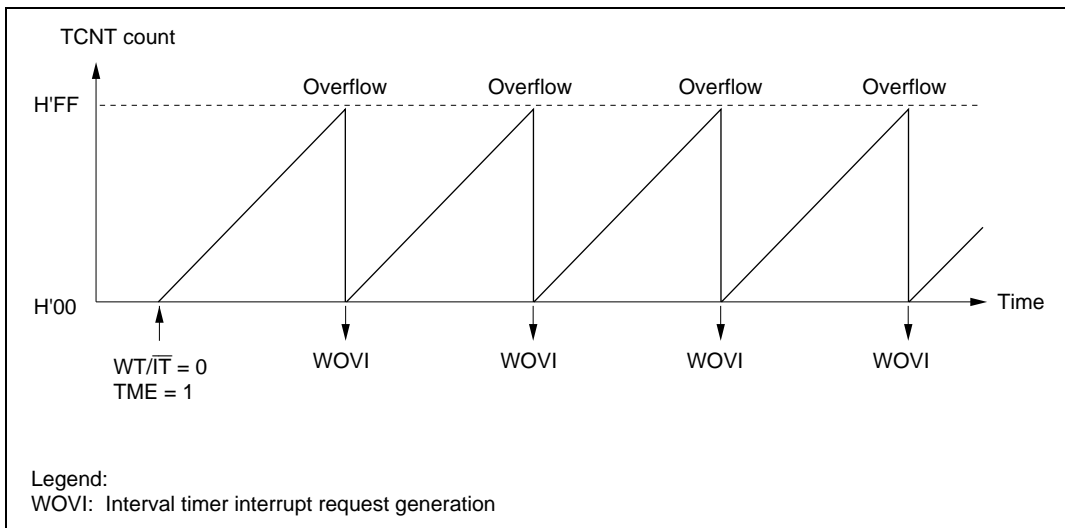 TCNT count
Overflow Overflow Overflow Overflow
H'FF
H'00
Time
WT/I̅T̅ = 0
TME = 1
WOVI WOVI WOVI WOVI
Legend:
WOVI: Interval timer interrupt request generation